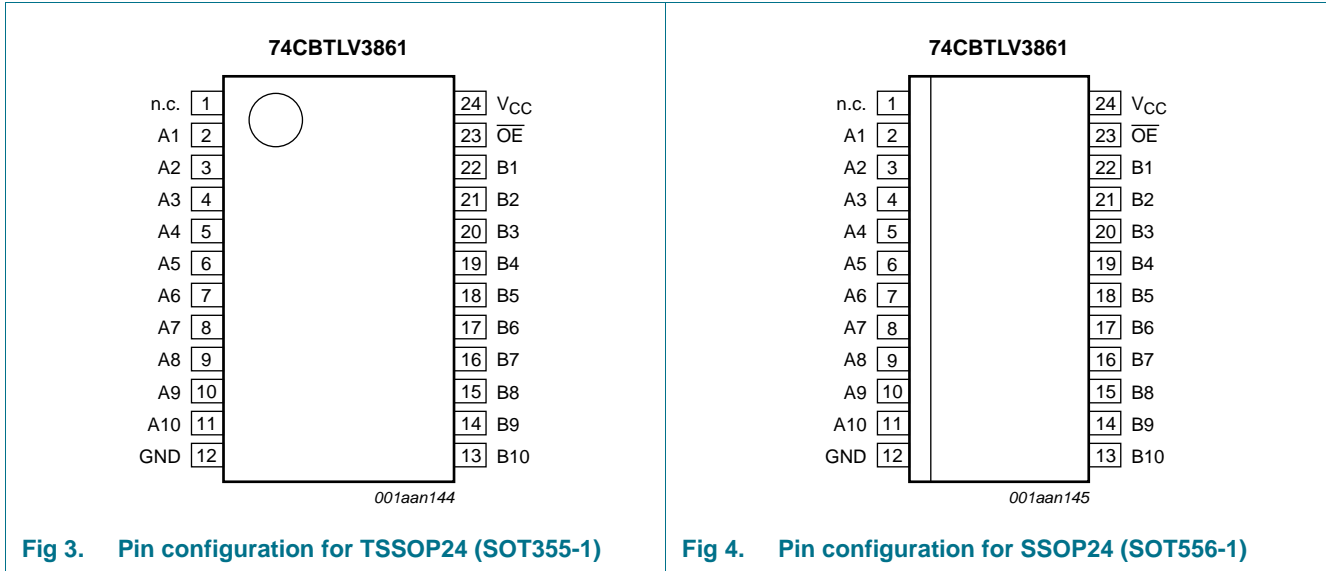 74CBTLV3861
n.c. 1
A1 2
A2 3
A3 4
A4 5
A5 6
A6 7
A7 8
A8 9
A9 10
A10 11
GND 12
24 VCC
23 OE
22 B1
21 B2
20 B3
19 B4
18 B5
17 B6
16 B7
15 B8
14 B9
13 B10
001aan144
Fig 3. Pin configuration for TSSOP24 (SOT355-1)
74CBTLV3861
n.c. 1
A1 2
A2 3
A3 4
A4 5
A5 6
A6 7
A7 8
A8 9
A9 10
A10 11
GND 12
24 VCC
23 OE
22 B1
21 B2
20 B3
19 B4
18 B5
17 B6
16 B7
15 B8
14 B9
13 B10
001aan145
Fig 4. Pin configuration for SSOP24 (SOT556-1)